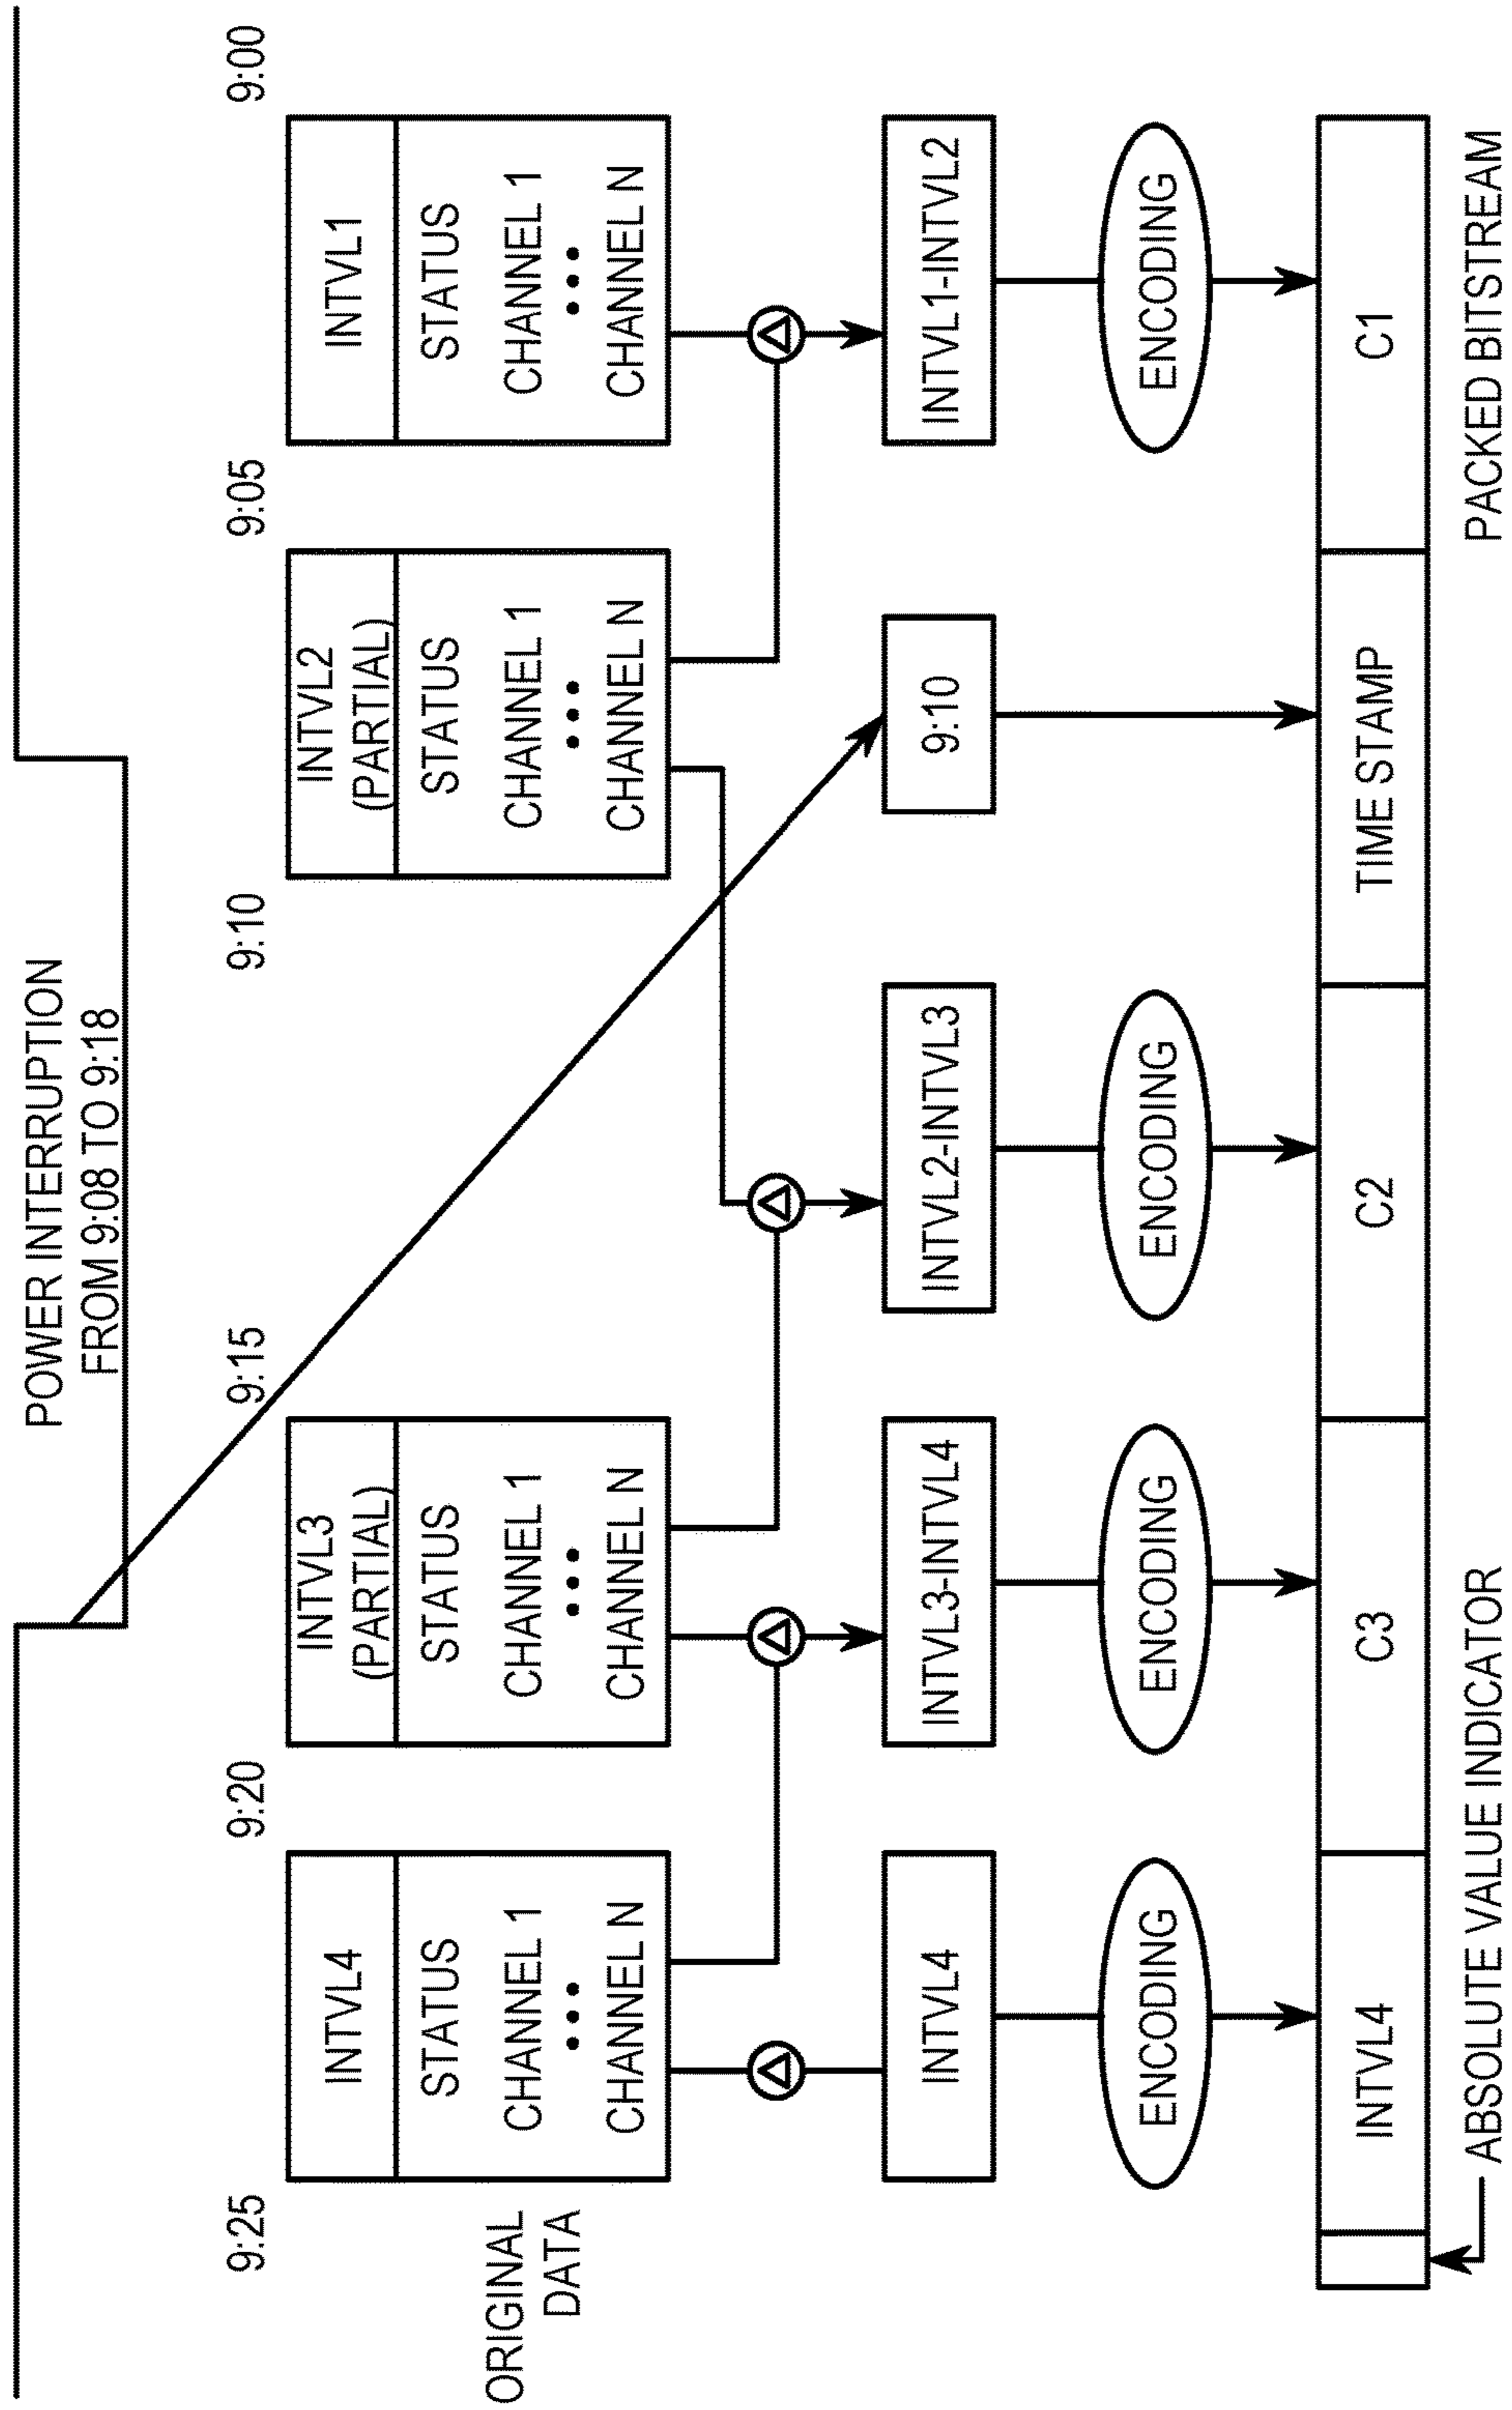 POWER INTERRUPTION
FROM 9:08 TO 9:18
9:25
9:20
9:15
9:10
9:05
9:00
ORIGINAL
DATA
INTVL4
STATUS
CHANNEL 1
•••
CHANNEL N
INTVL3
(PARTIAL)
STATUS
CHANNEL 1
•••
CHANNEL N
INTVL2
(PARTIAL)
STATUS
CHANNEL 1
•••
CHANNEL N
INTVL1
STATUS
CHANNEL 1
•••
CHANNEL N
Δ
Δ
Δ
Δ
INTVL4
INTVL3-INTVL4
INTVL2-INTVL3
9:10
INTVL1-INTVL2
ENCODING
ENCODING
ENCODING
ENCODING
INTVL4
C3
C2
TIME STAMP
C1
ABSOLUTE VALUE INDICATOR
PACKED BITSTREAM